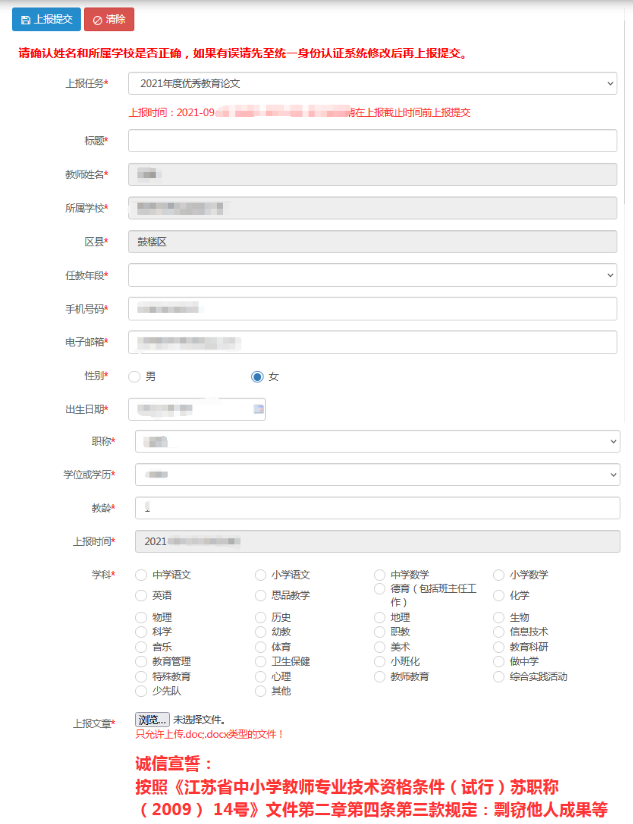 上报提交 清除
请确认姓名和所属学校是否正确，如果有误请先至统一身份认证系统修改后再上报提交。
上报任务* 2021年度优秀教育论文
上报时间：2021-09 请在上报截止时间前上报提交
标题*
教师姓名*
所属学校*
区县* 鼓楼区
任教年段*
手机号码*
电子邮箱*
性别* 男 女
出生日期*
职称*
学位或学历*
教龄* 1
上报时间* 2021
学科* 中学语文 小学语文 中学数学 小学数学
英语 思品教学 德育（包括班主任工作） 化学
物理 历史 地理 生物
科学 幼教 职教 信息技术
音乐 体育 美术 教育科研
教育管理 卫生保健 小班化 做中学
特殊教育 心理 教师教育 综合实践活动
少先队 其他
上报文章* 浏览... 未选择文件。
只允许上传.doc;.docx类型的文件！
诚信宣誓：
按照《江苏省中小学教师专业技术资格条件（试行）苏职称
（2009） 14号》文件第二章第四条第三款规定：剽窃他人成果等